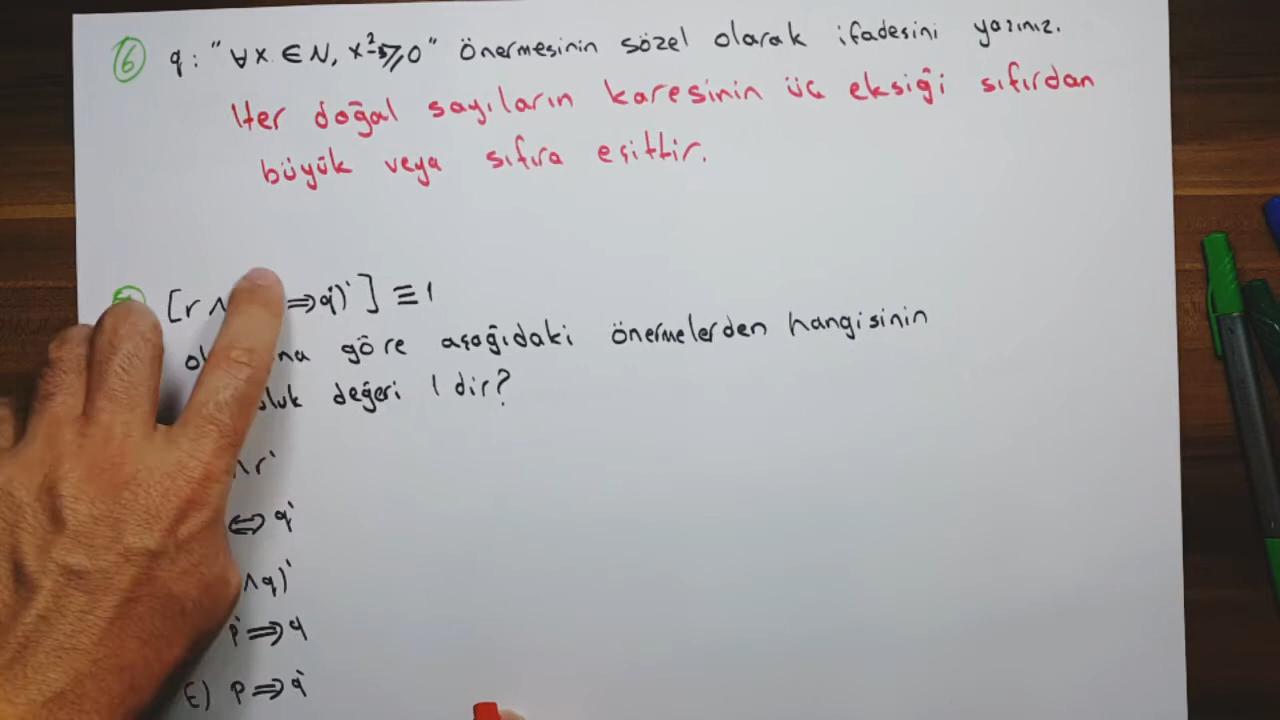 6 q: "∀x ∈ N, x²-3≥0" önermesinin sözel olarak ifadesini yazınız.
Her doğal sayıların karesinin üç eksiği sıfırdan
büyük veya sıfıra eşittir.
[r ∧ ⇒q')'] ≡ 1
göre aşağıdaki önermelerden hangisinin
değeri 1 dir?
∧ r'
⇔ q'
∧ q)'
p' ⇒ q
E) p ⇒ q'